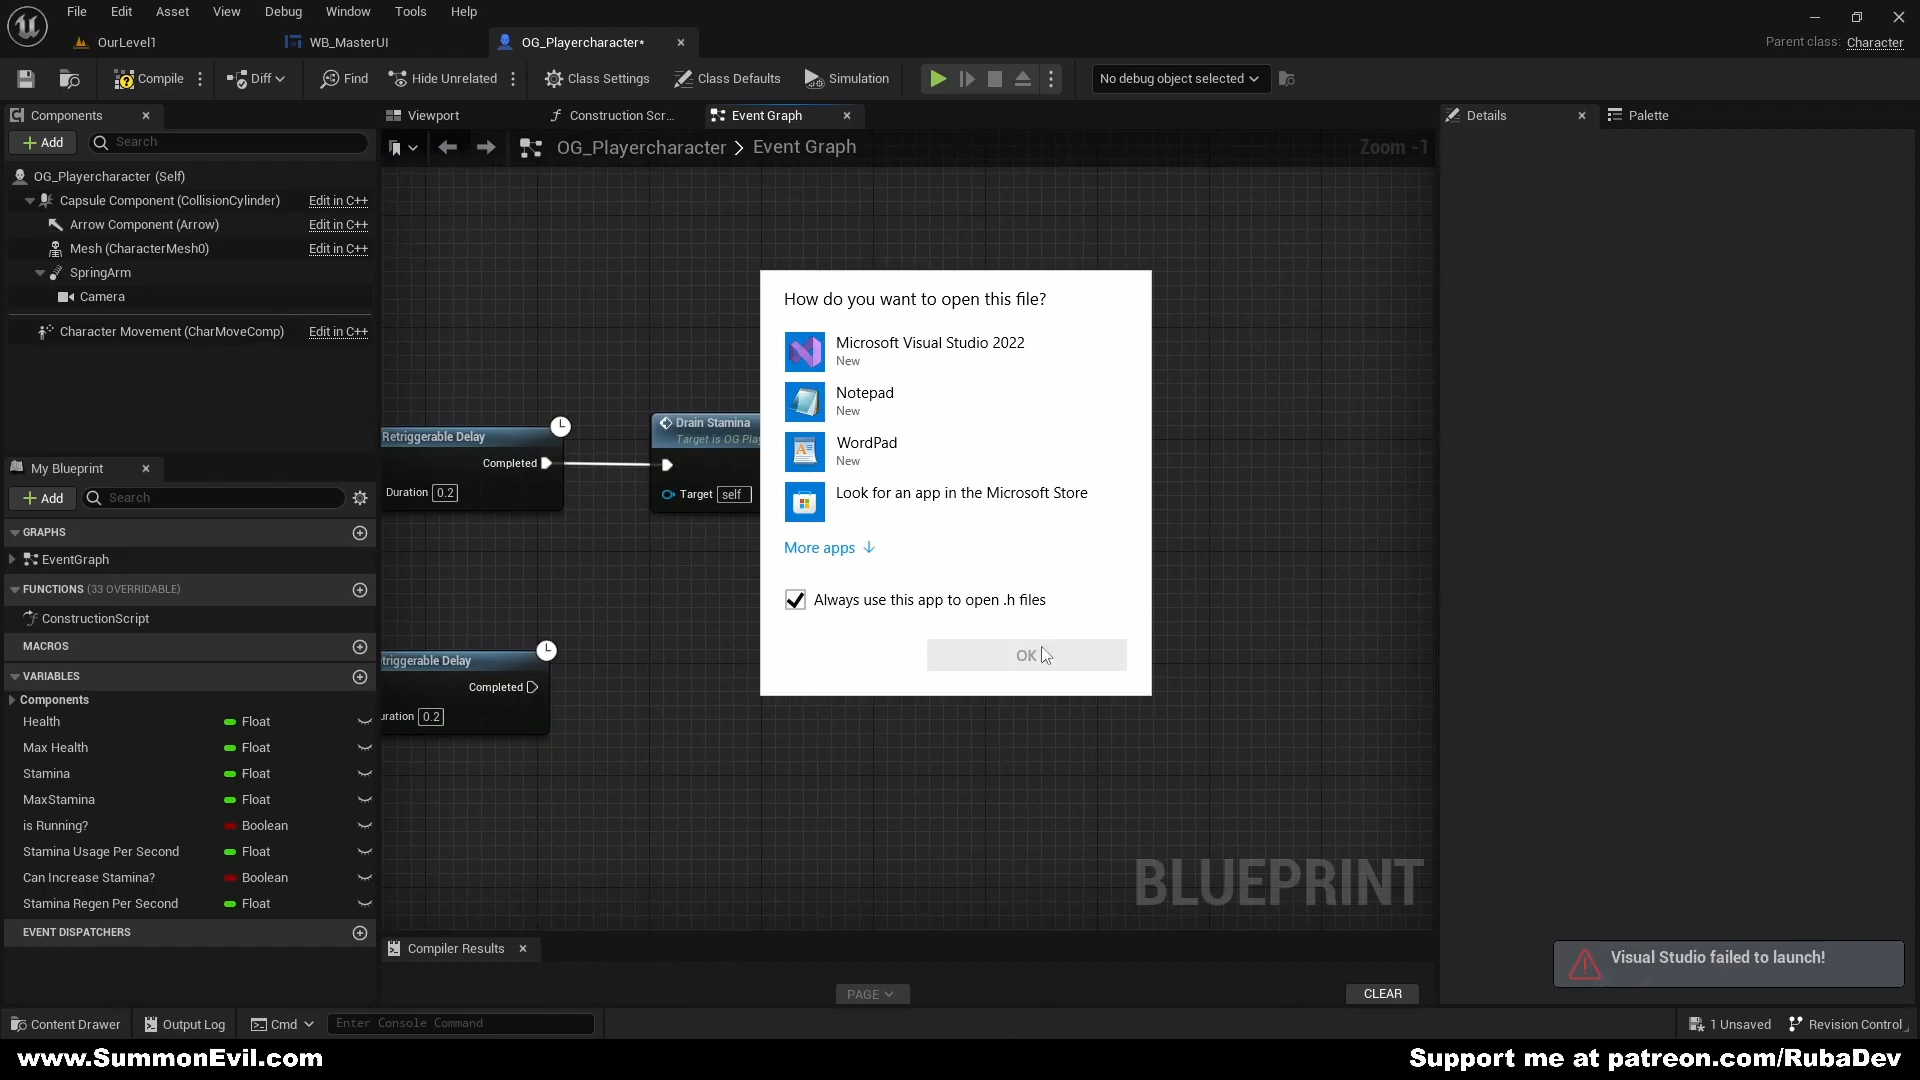 File Edit Asset View Debug Window Tools Help
OurLevel1 WB_MasterUI OG_Playercharacter*
Parent class: Character
Compile Diff Find Hide Unrelated Class Settings Class Defaults Simulation No debug object selected
Components
Add Search
OG_Playercharacter (Self)
Capsule Component (CollisionCylinder) Edit in C++
Arrow Component (Arrow) Edit in C++
Mesh (CharacterMesh0) Edit in C++
SpringArm
Camera
Character Movement (CharMoveComp) Edit in C++
My Blueprint
Add Search
GRAPHS
EventGraph
FUNCTIONS (33 OVERRIDABLE)
ConstructionScript
MACROS
VARIABLES
Components
Health Float
Max Health Float
Stamina Float
MaxStamina Float
is Running? Boolean
Stamina Usage Per Second Float
Can Increase Stamina? Boolean
Stamina Regen Per Second Float
EVENT DISPATCHERS
Viewport Construction Scr... Event Graph
OG_Playercharacter > Event Graph Zoom -1
Retriggerable Delay
Completed
Duration 0.2
Drain Stamina
Target is OG Play
Target self
triggerable Delay
Completed
uration 0.2
BLUEPRINT
How do you want to open this file?
Microsoft Visual Studio 2022
New
Notepad
New
WordPad
New
Look for an app in the Microsoft Store
More apps
Always use this app to open .h files
OK
Compiler Results
PAGE CLEAR
Details Palette
Visual Studio failed to launch!
Content Drawer Output Log Cmd Enter Console Command 1 Unsaved Revision Control
www.SummonEvil.com
Support me at patreon.com/RubaDev